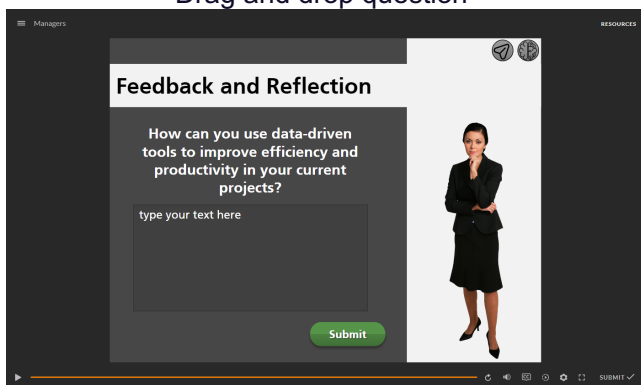 Drag and drop question
Managers
RESOURCES
Feedback and Reflection
How can you use data-driven
tools to improve efficiency and
productivity in your current
projects?
type your text here
Submit
CC
SUBMIT